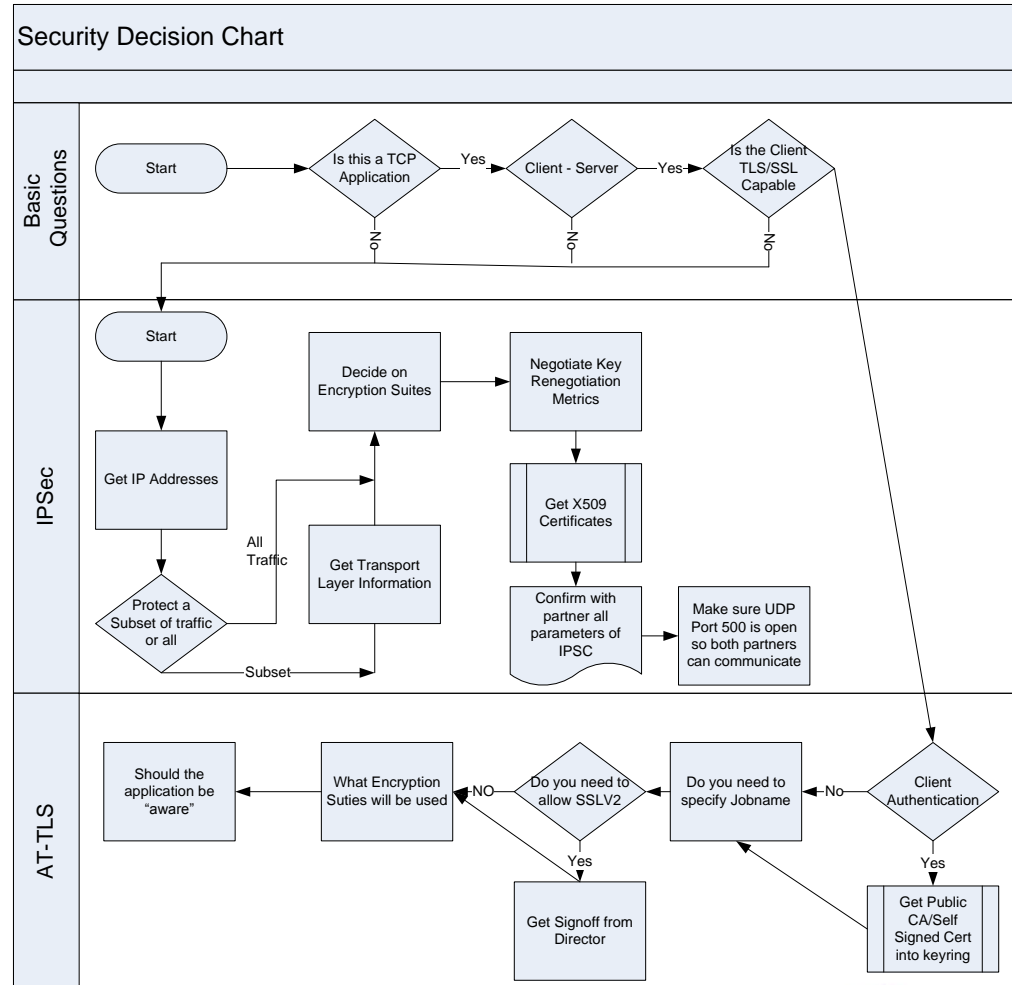 Security Decision Chart
Basic
Questions
Start
Is this a TCP
Application
Yes
Client - Server
Yes
Is the Client
TLS/SSL
Capable
No
No
No
IPSec
Start
Get IP Addresses
Protect a
Subset of traffic
or all
All
Traffic
Subset
Get Transport
Layer Information
Decide on
Encryption Suites
Negotiate Key
Renegotiation
Metrics
Get X509
Certificates
Confirm with
partner all
parameters of
IPSC
Make sure UDP
Port 500 is open
so both partners
can communicate
AT-TLS
Client
Authentication
No
Yes
Get Public
CA/Self
Signed Cert
into keyring
Do you need to
specify Jobname
Do you need to
allow SSLV2
NO
Yes
Get Signoff from
Director
What Encryption
Suties will be used
Should the
application be
“aware”